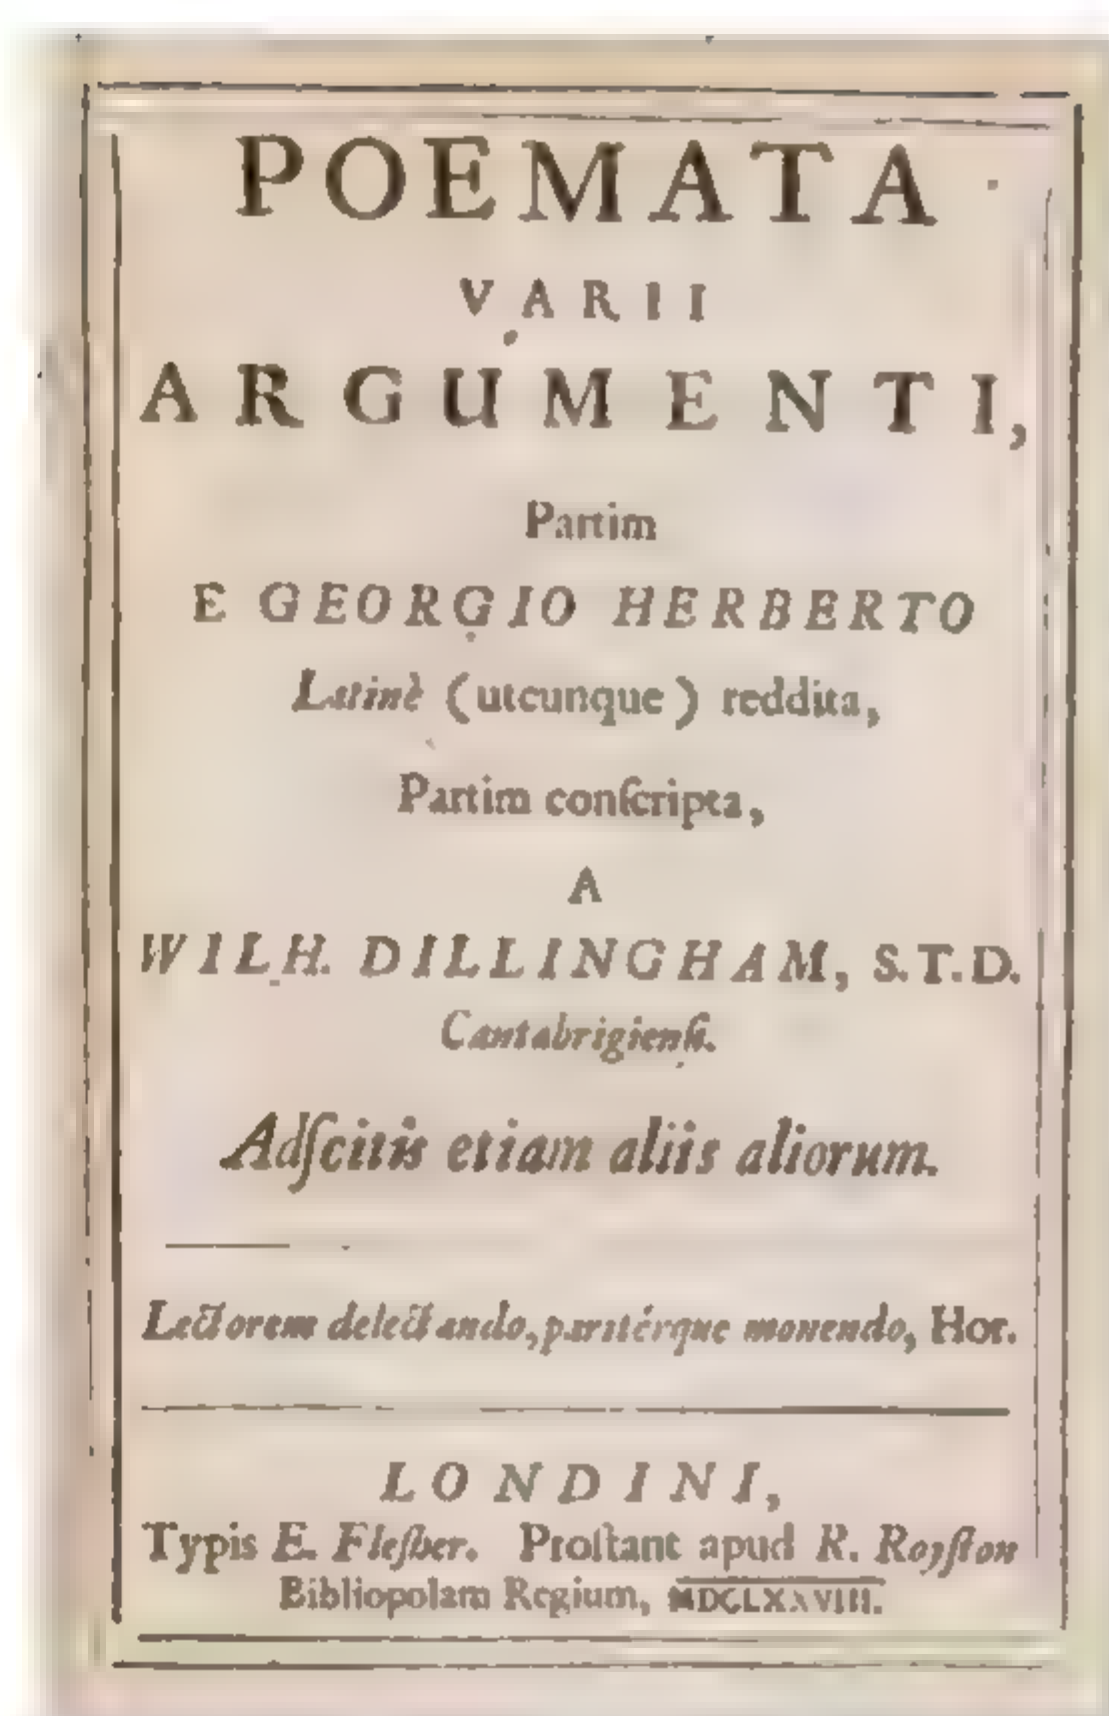 POEMATA
VARII
ARGUMENTI,
Partim
E GEORGIO HERBERTO
Latinè (utcunque) reddita,
Partim conſcripta,
A
WILH. DILLINGHAM, S.T.D.
Cantabrigienſi.
Adſcitis etiam aliis aliorum.
Lectorem delectando, paritérque monendo, Hor.
LONDINI,
Typis E. Fleſher. Proſtant apud R. Royſton
Bibliopolam Regium, MDCLXXVIII.